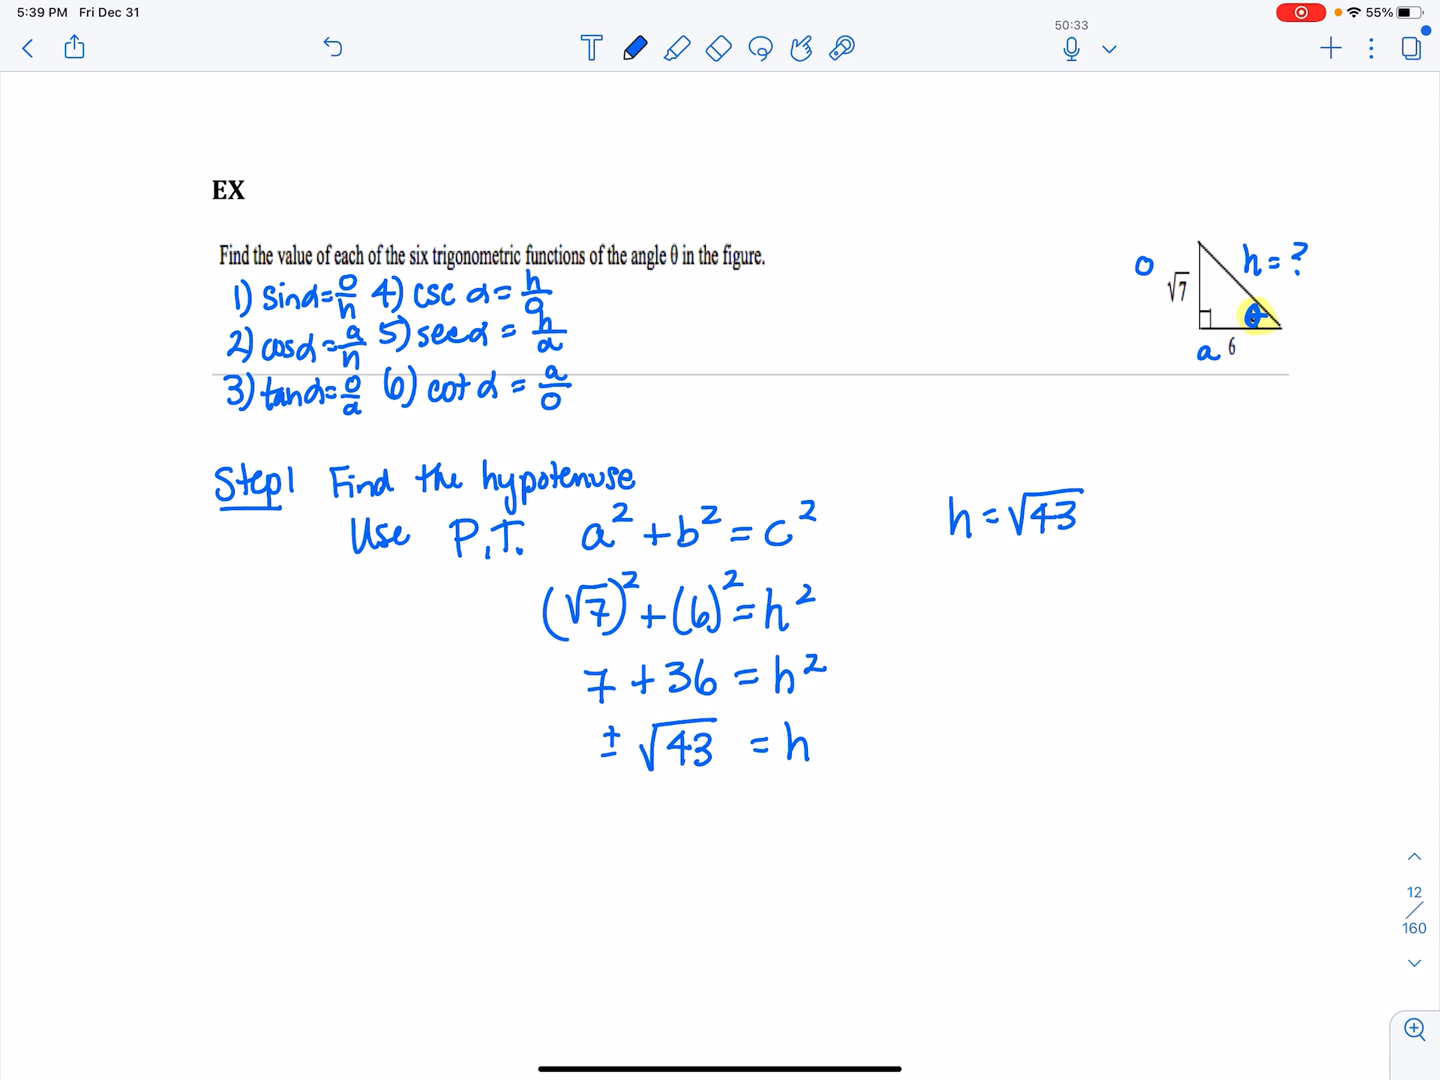 5:39 PM Fri Dec 31
55%
50:33
EX
Find the value of each of the six trigonometric functions of the angle θ in the figure.
1) sinα = o/h 4) csc α = h/o
2) cosα = a/h 5) secα = h/a
3) tanα = o/a 6) cot α = a/o
o √7 h = ?
θ
a 6
Step1 Find the hypotenuse
Use P.T. a² + b² = c²
h = √43
(√7)² + (6)² = h²
7 + 36 = h²
± √43 = h
12
/
160